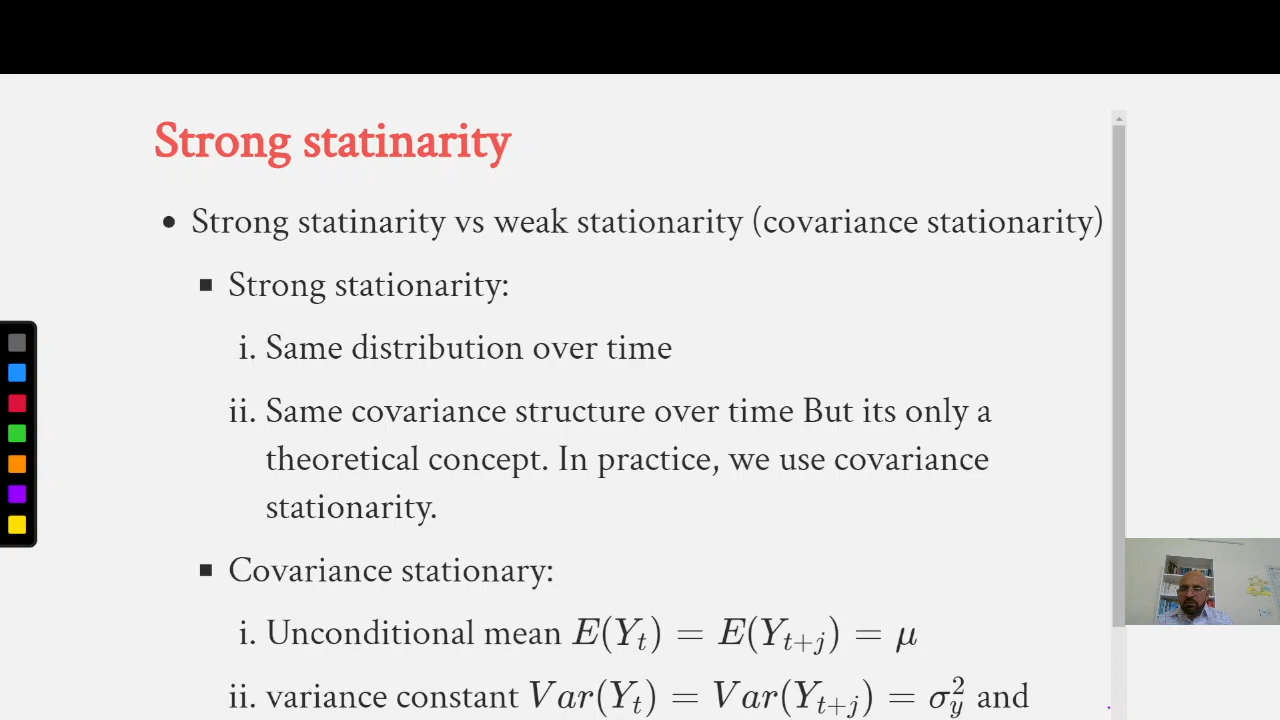 Strong statinarity
• Strong statinarity vs weak stationarity (covariance stationarity)
▪ Strong stationarity:
i. Same distribution over time
ii. Same covariance structure over time But its only a
theoretical concept. In practice, we use covariance
stationarity.
▪ Covariance stationary:
i. Unconditional mean $E(Y_t) = E(Y_{t+j}) = \mu$
ii. variance constant $Var(Y_t) = Var(Y_{t+j}) = \sigma_y^2$ and